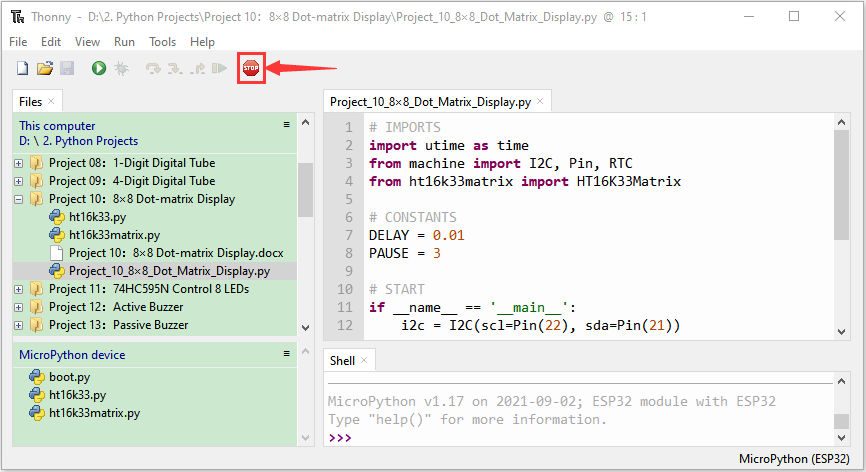 Thonny - D:\2. Python Projects\Project 10: 8×8 Dot-matrix Display\Project_10_8×8_Dot_Matrix_Display.py @ 15 : 1
File Edit View Run Tools Help
STOP
Files
This computer
D: \ 2. Python Projects
Project 08: 1-Digit Digital Tube
Project 09: 4-Digit Digital Tube
Project 10: 8×8 Dot-matrix Display
ht16k33.py
ht16k33matrix.py
Project 10: 8×8 Dot-matrix Display.docx
Project_10_8×8_Dot_Matrix_Display.py
Project 11: 74HC595N Control 8 LEDs
Project 12: Active Buzzer
Project 13: Passive Buzzer
MicroPython device
boot.py
ht16k33.py
ht16k33matrix.py
Project_10_8×8_Dot_Matrix_Display.py
1 # IMPORTS
2 import utime as time
3 from machine import I2C, Pin, RTC
4 from ht16k33matrix import HT16K33Matrix
5
6 # CONSTANTS
7 DELAY = 0.01
8 PAUSE = 3
9
10 # START
11 if __name__ == '__main__':
12 i2c = I2C(scl=Pin(22), sda=Pin(21))
Shell
MicroPython v1.17 on 2021-09-02; ESP32 module with ESP32
Type "help()" for more information.
>>>
MicroPython (ESP32)